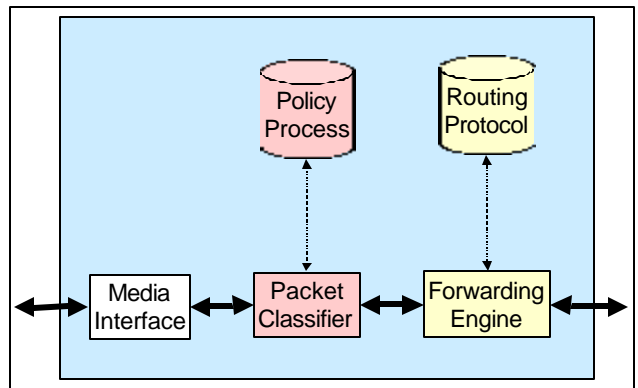 Policy
Process
Routing
Protocol
Media
Interface
Packet
Classifier
Forwarding
Engine